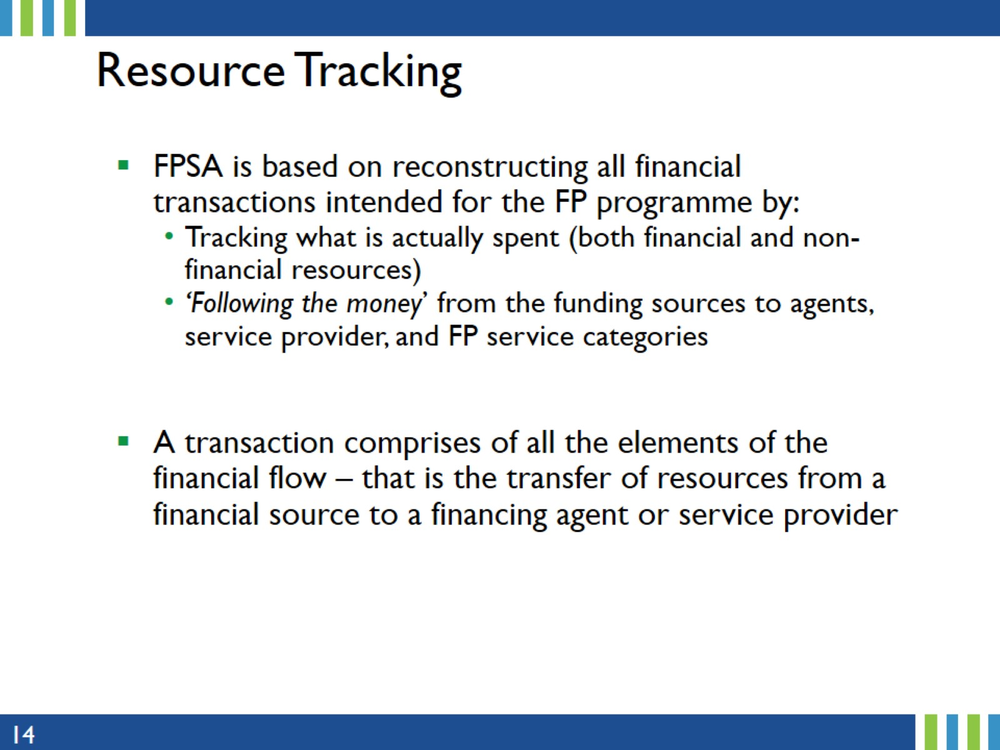 Resource Tracking
▪ FPSA is based on reconstructing all financial
transactions intended for the FP programme by:
• Tracking what is actually spent (both financial and non-
financial resources)
• ‘Following the money’ from the funding sources to agents,
service provider, and FP service categories
▪ A transaction comprises of all the elements of the
financial flow – that is the transfer of resources from a
financial source to a financing agent or service provider
14